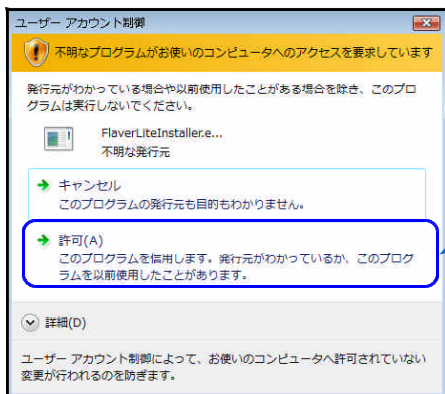 ユーザー アカウント制御
不明なプログラムがお使いのコンピュータへのアクセスを要求しています
発行元がわかっている場合や以前使用したことがある場合を除き、このプロ
グラムは実行しないでください。
FlaverLiteInstaller.e...
不明な発行元
キャンセル
このプログラムの発行元も目的もわかりません。
許可(A)
このプログラムを信用します。発行元がわかっているか、このプログ
ラムを以前使用したことがあります。
詳細(D)
ユーザー アカウント制御によって、お使いのコンピュータへ許可されていない
変更が行われるのを防ぎます。